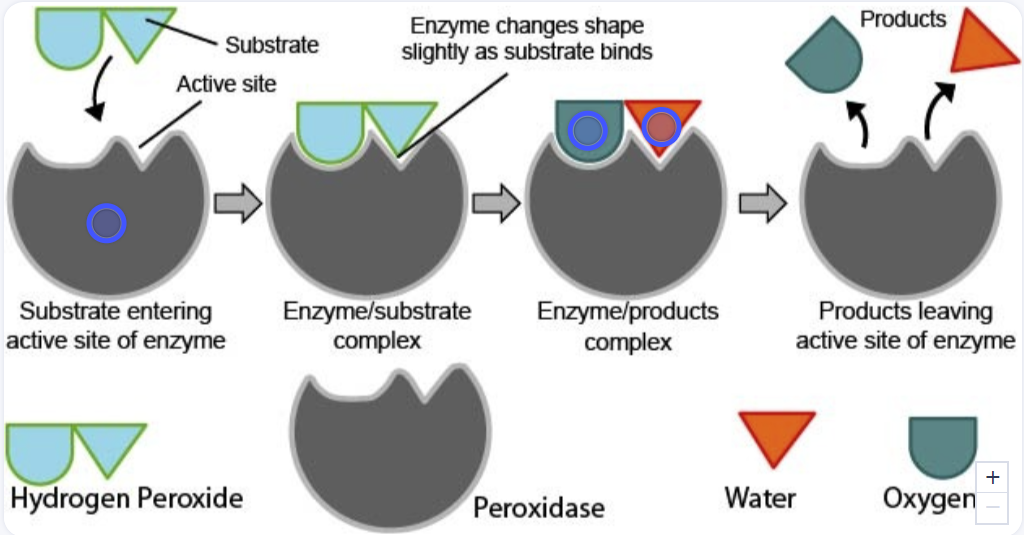 Substrate
Active site
Enzyme changes shape
slightly as substrate binds
Products
Substrate entering
active site of enzyme
Enzyme/substrate
complex
Enzyme/products
complex
Products leaving
active site of enzyme
Hydrogen Peroxide
Peroxidase
Water
Oxygen
+
−